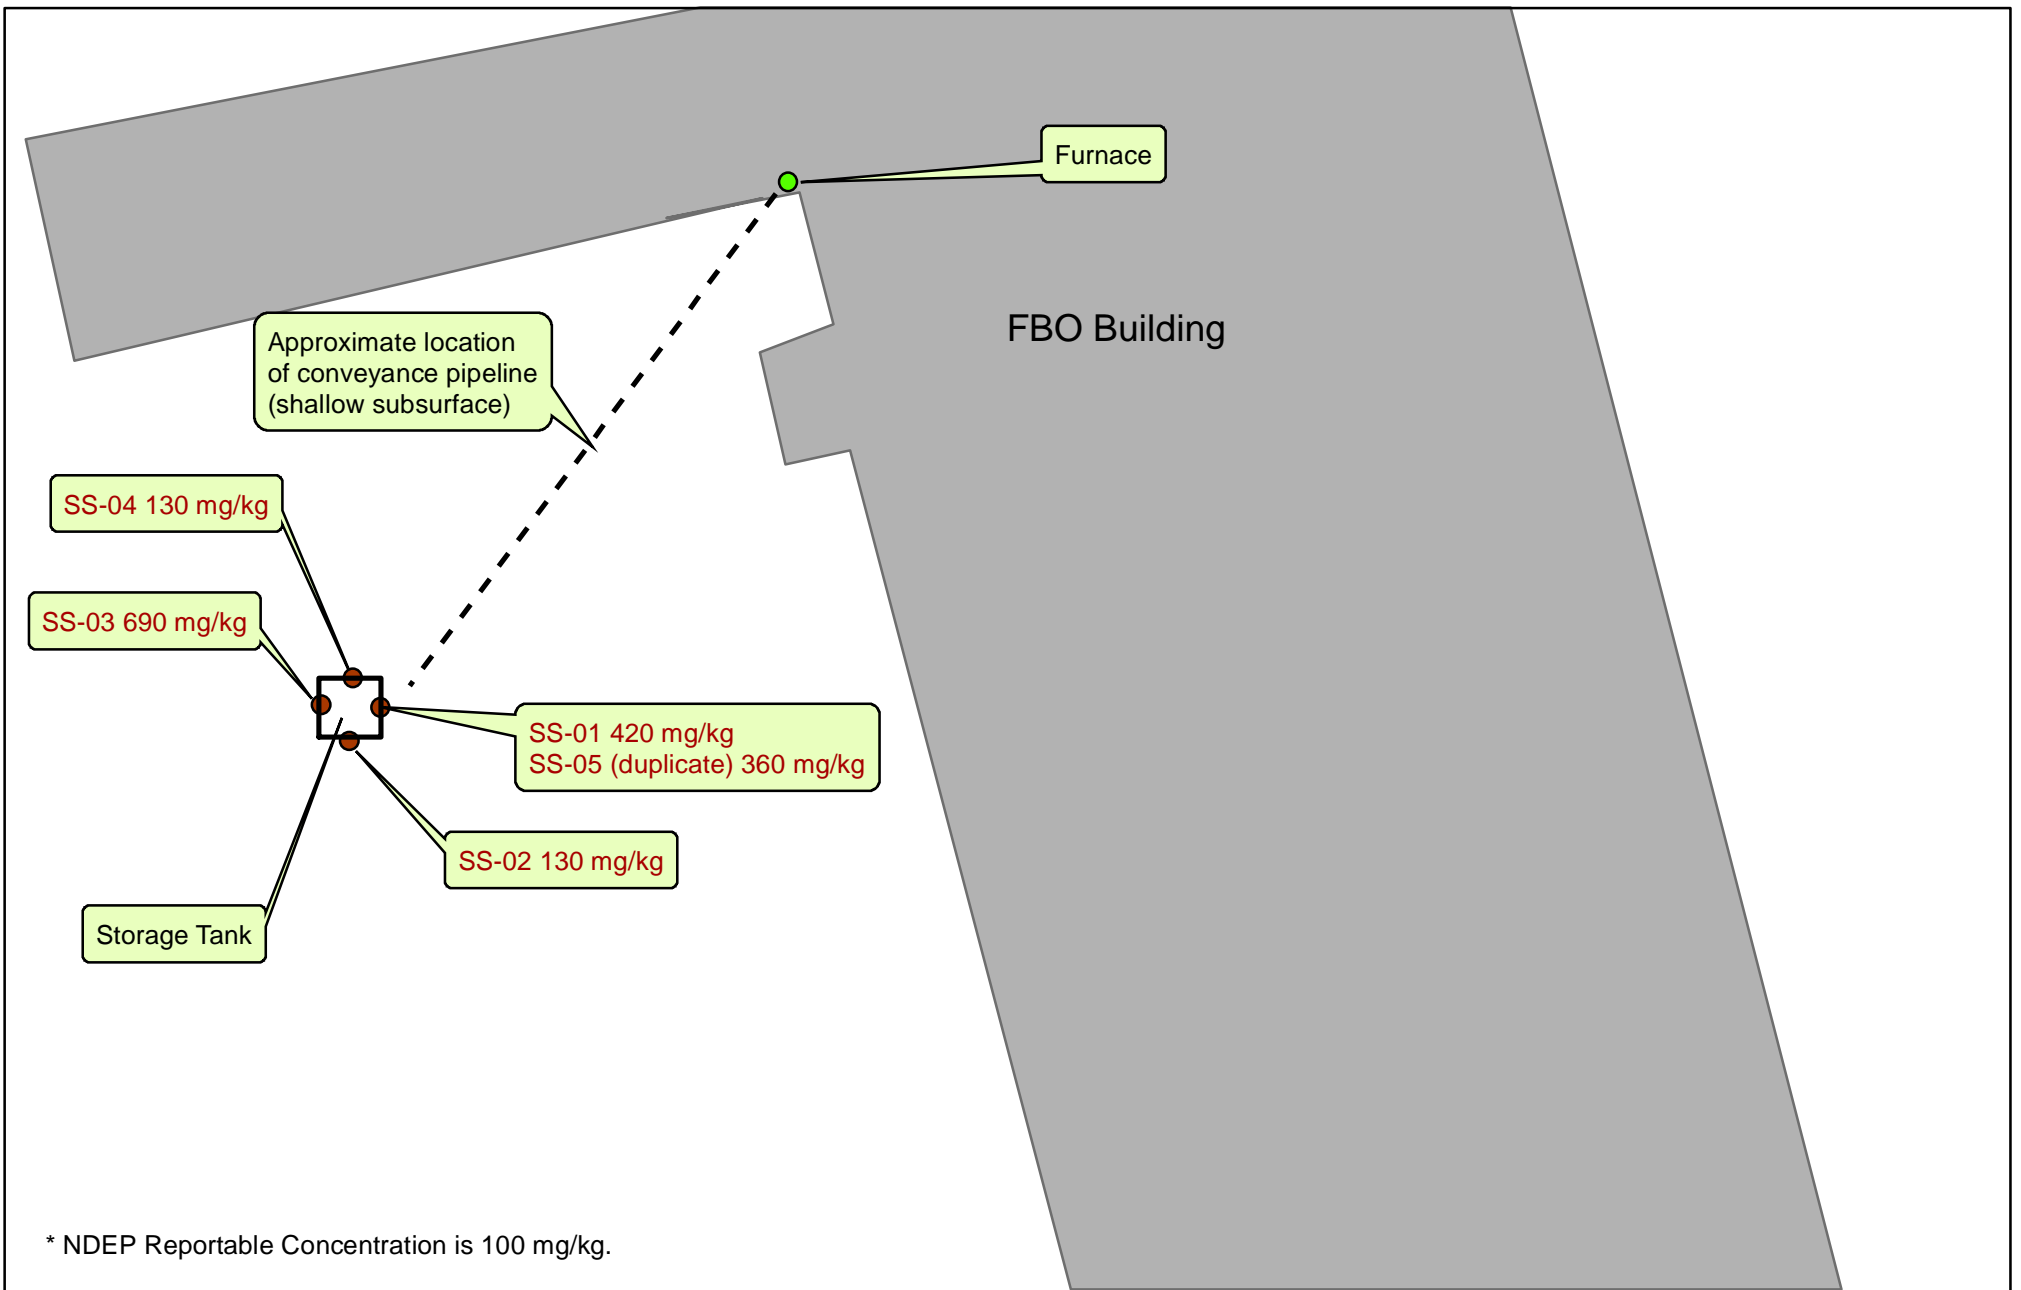 Furnace
FBO Building
Approximate location
of conveyance pipeline
(shallow subsurface)
SS-04 130 mg/kg
SS-03 690 mg/kg
SS-01 420 mg/kg
SS-05 (duplicate) 360 mg/kg
SS-02 130 mg/kg
Storage Tank
* NDEP Reportable Concentration is 100 mg/kg.